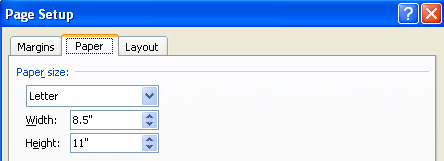 Page Setup
Margins Paper Layout
Paper size:
Letter
Width: 8.5"
Height: 11"